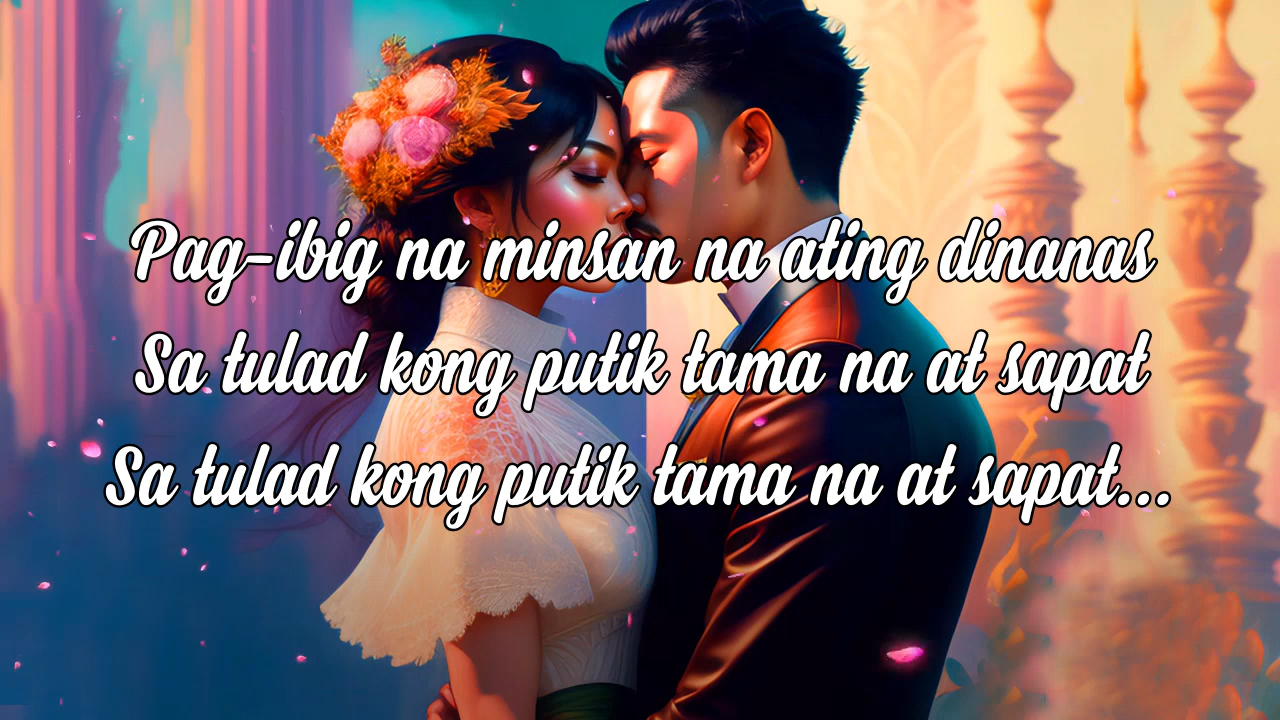 Pag-ibig na minsan na ating dinanas
Sa tulad kong putik tama na at sapat
Sa tulad kong putik tama na at sapat...